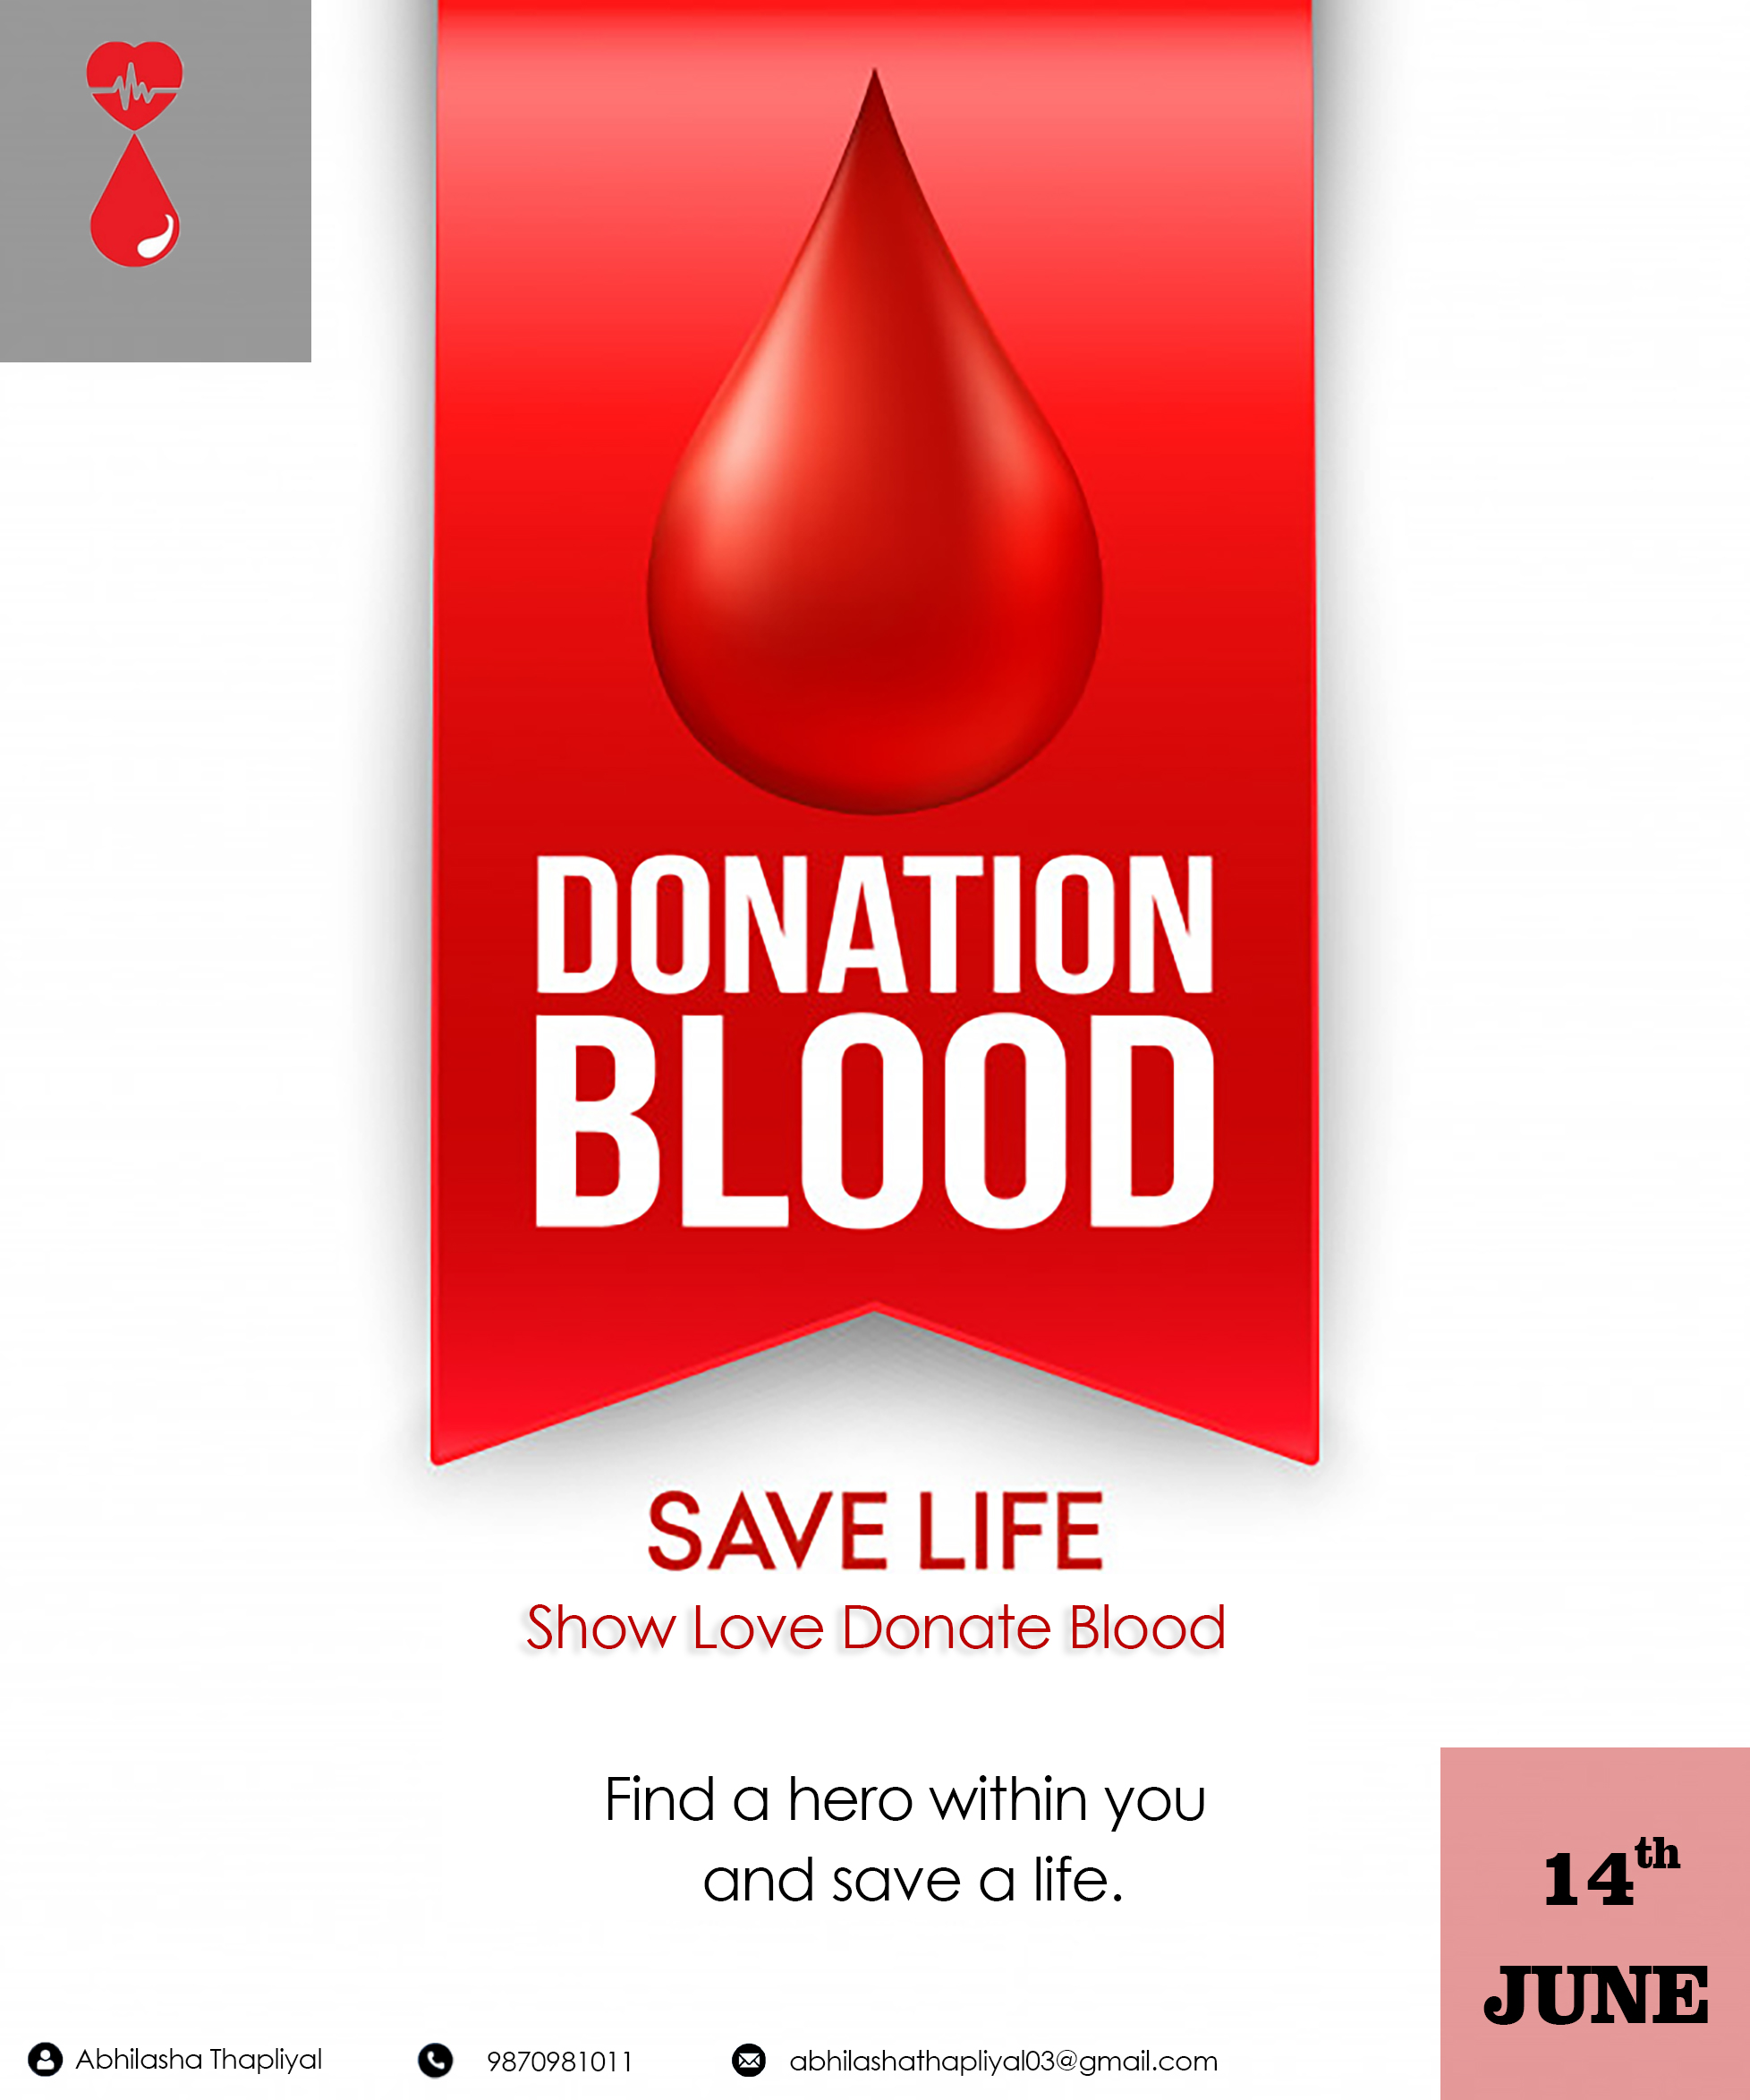 DONATION
BLOOD
SAVE LIFE
Show Love Donate Blood
Find a hero within you
and save a life.
14th
JUNE
Abhilasha Thapliyal 9870981011 abhilashathapliyal03@gmail.com